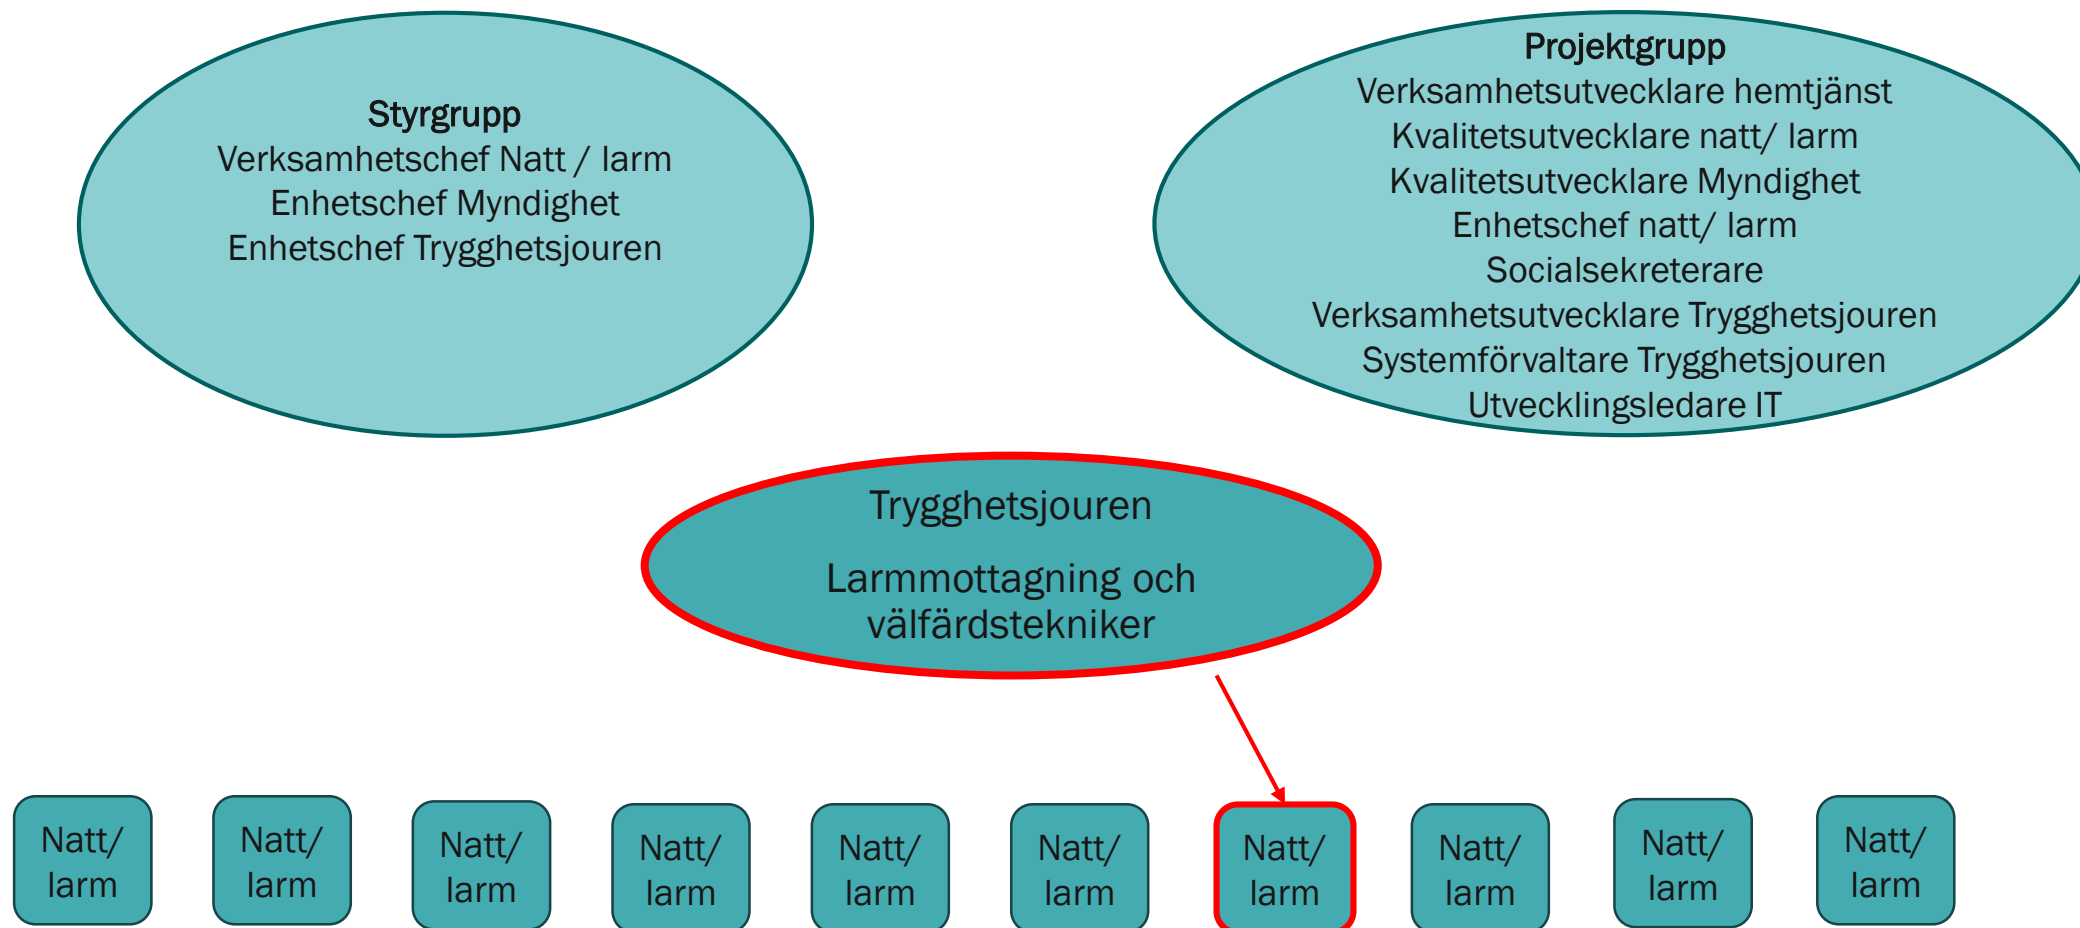 Styrgrupp
Verksamhetschef Natt / larm
Enhetschef Myndighet
Enhetschef Trygghetsjouren
Projektgrupp
Verksamhetsutvecklare hemtjänst
Kvalitetsutvecklare natt/ larm
Kvalitetsutvecklare Myndighet
Enhetschef natt/ larm
Socialsekreterare
Verksamhetsutvecklare Trygghetsjouren
Systemförvaltare Trygghetsjouren
Utvecklingsledare IT
Trygghetsjouren
Larmmottagning och
välfärdstekniker
Natt/
larm
Natt/
larm
Natt/
larm
Natt/
larm
Natt/
larm
Natt/
larm
Natt/
larm
Natt/
larm
Natt/
larm
Natt/
larm